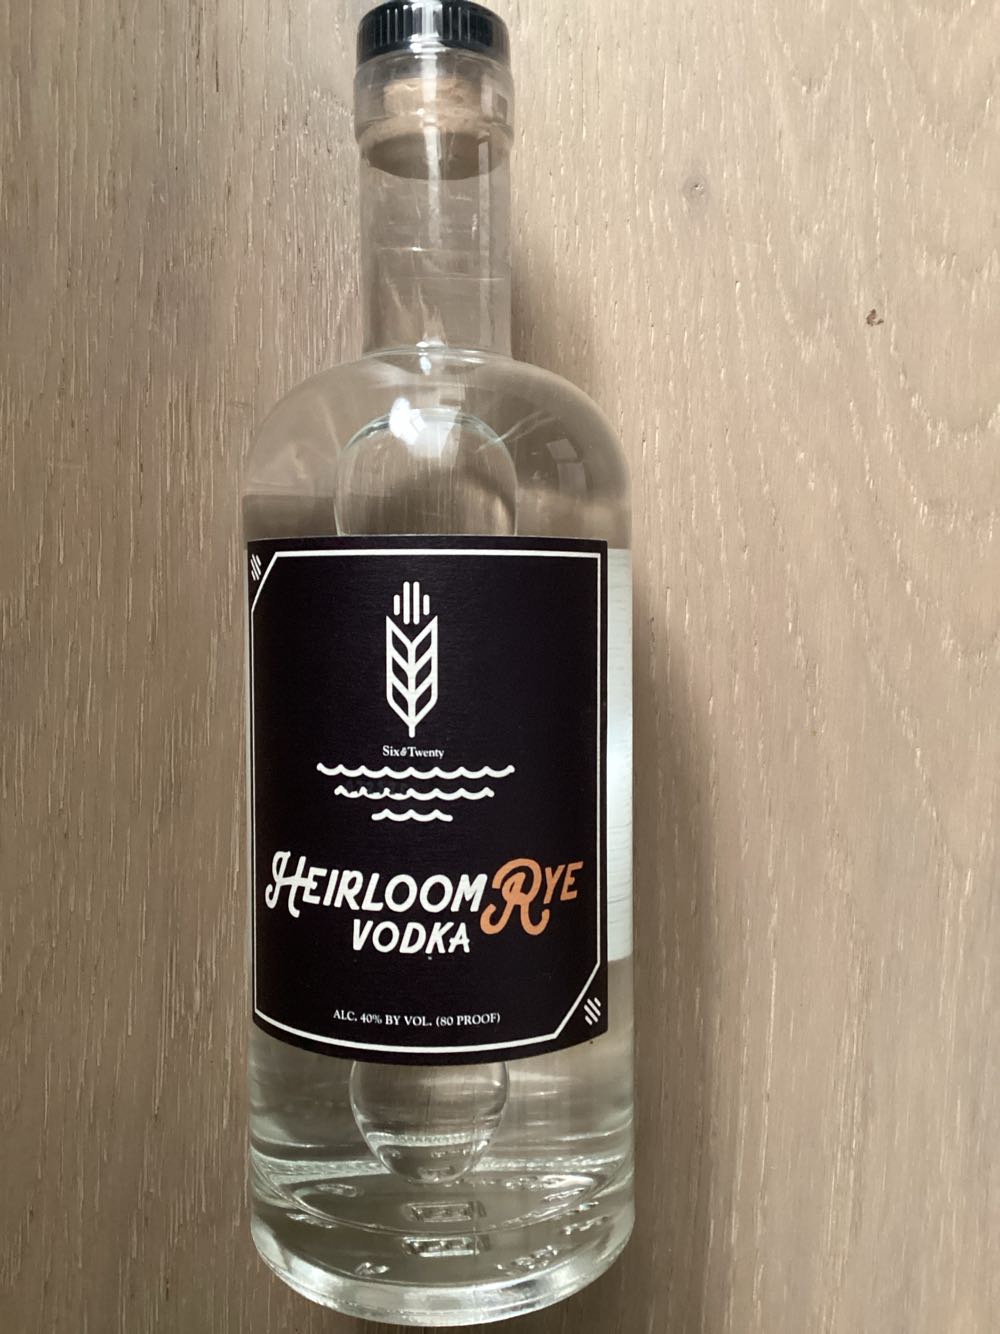 Six & Twenty
HEIRLOOM RYE
VODKA
ALC. 40% BY VOL. (80 PROOF)